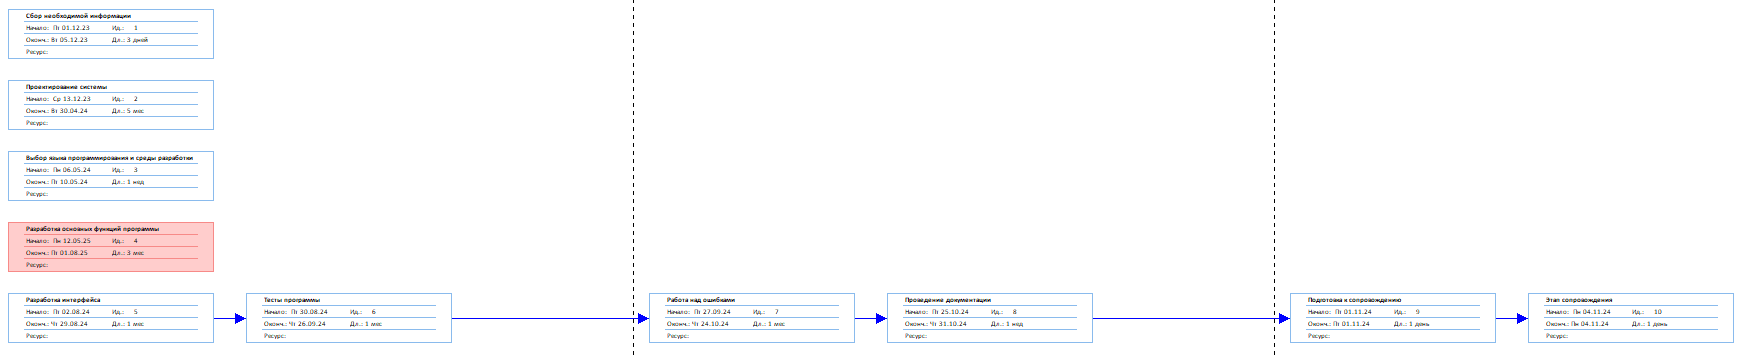 Сбор необходимой информации
Начало: Пт 01.12.23 Ид.: 1
Оконч.: Вт 05.12.23 Дл.: 3 дней
Ресурс:
Проектирование системы
Начало: Ср 13.12.23 Ид.: 2
Оконч.: Вт 30.04.24 Дл.: 5 мес
Ресурс:
Выбор языка программирования и среды разработки
Начало: Пн 06.05.24 Ид.: 3
Оконч.: Пт 10.05.24 Дл.: 1 нед
Ресурс:
Разработка основных функций программы
Начало: Пн 12.05.25 Ид.: 4
Оконч.: Пт 01.08.25 Дл.: 3 мес
Ресурс:
Разработка интерфейса
Начало: Пт 02.08.24 Ид.: 5
Оконч.: Чт 29.08.24 Дл.: 1 мес
Ресурс:
Тесты программы
Начало: Пт 30.08.24 Ид.: 6
Оконч.: Чт 26.09.24 Дл.: 1 мес
Ресурс:
Работа над ошибками
Начало: Пт 27.09.24 Ид.: 7
Оконч.: Чт 24.10.24 Дл.: 1 мес
Ресурс:
Проведение документации
Начало: Пт 25.10.24 Ид.: 8
Оконч.: Чт 31.10.24 Дл.: 1 нед
Ресурс:
Подготовка к сопровождению
Начало: Пт 01.11.24 Ид.: 9
Оконч.: Пт 01.11.24 Дл.: 1 день
Ресурс:
Этап сопровождения
Начало: Пн 04.11.24 Ид.: 10
Оконч.: Пн 04.11.24 Дл.: 1 день
Ресурс: